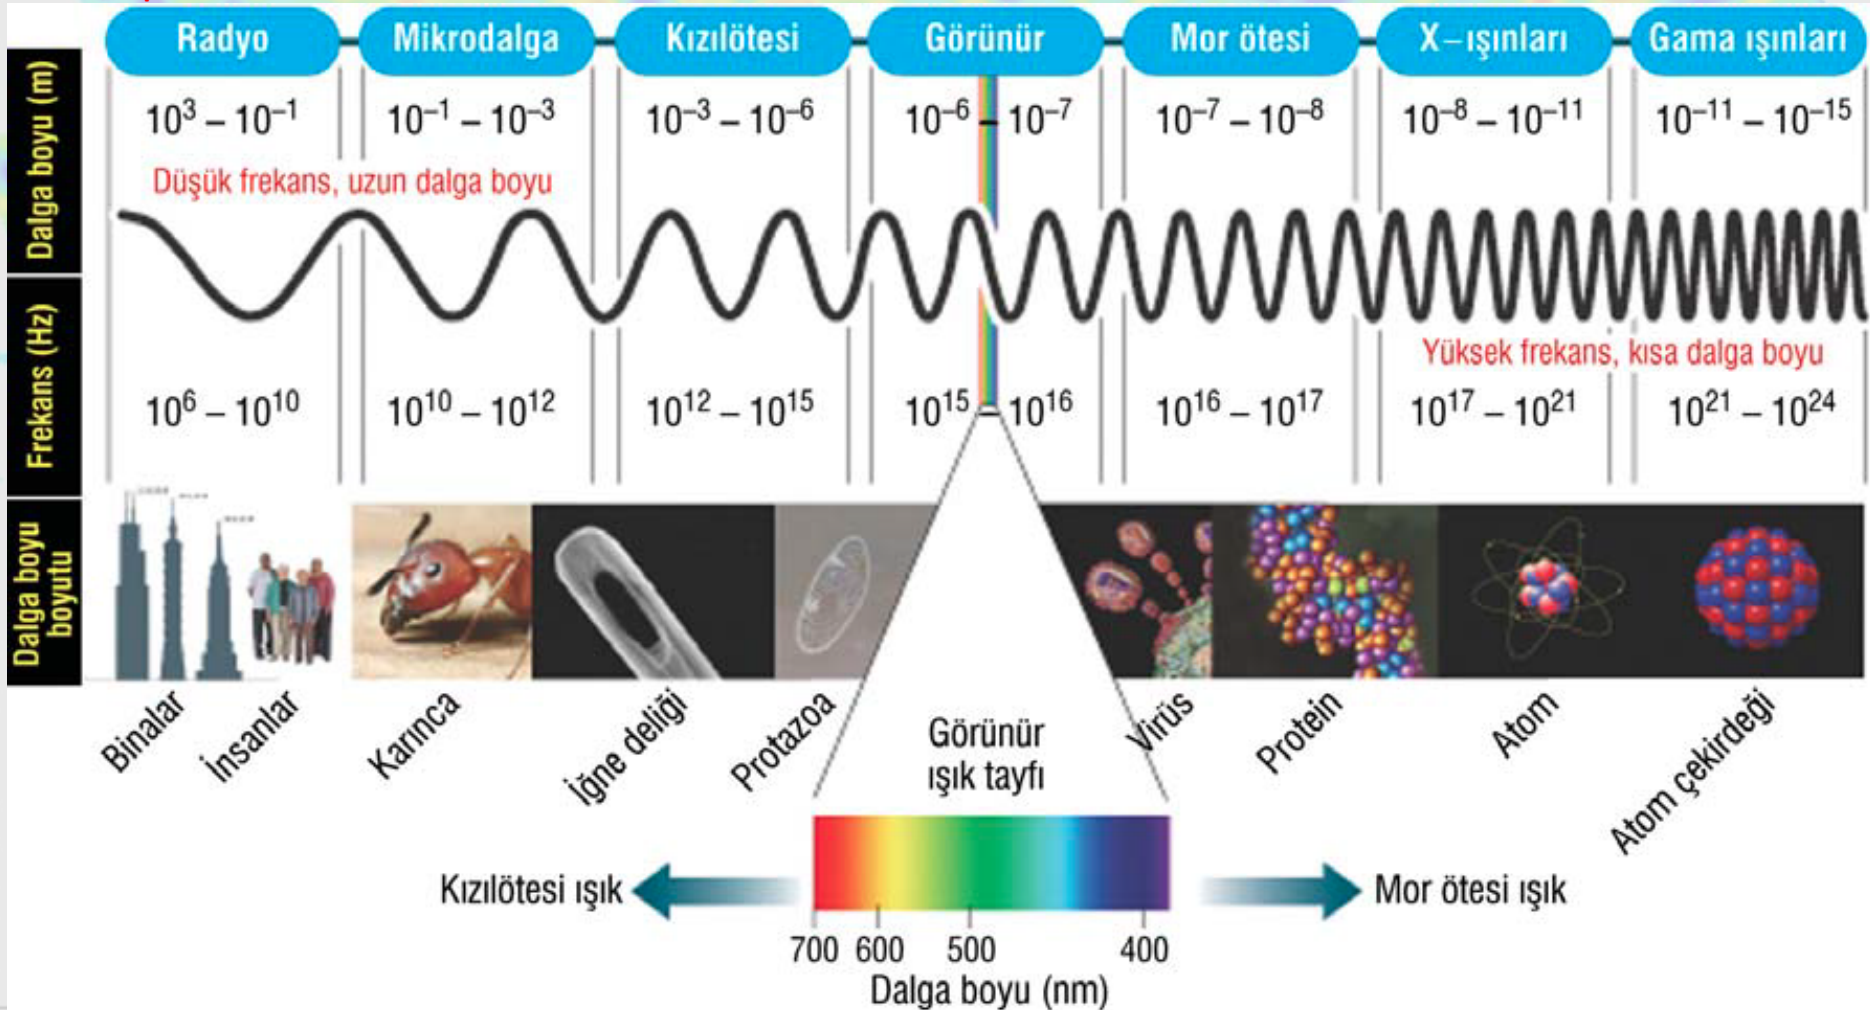 Radyo
Mikrodalga
Kızılötesi
Görünür
Mor ötesi
X–ışınları
Gama ışınları
Dalga boyu (m)
10³ – 10⁻¹
10⁻¹ – 10⁻³
10⁻³ – 10⁻⁶
10⁻⁶ – 10⁻⁷
10⁻⁷ – 10⁻⁸
10⁻⁸ – 10⁻¹¹
10⁻¹¹ – 10⁻¹⁵
Düşük frekans, uzun dalga boyu
Yüksek frekans, kısa dalga boyu
Frekans (Hz)
10⁶ – 10¹⁰
10¹⁰ – 10¹²
10¹² – 10¹⁵
10¹⁵ – 10¹⁶
10¹⁶ – 10¹⁷
10¹⁷ – 10²¹
10²¹ – 10²⁴
Dalga boyu
boyutu
Binalar
İnsanlar
Karınca
İğne deliği
Protazoa
Virüs
Protein
Atom
Atom çekirdeği
Görünür
ışık tayfı
Kızılötesi ışık
Mor ötesi ışık
700 600 500 400
Dalga boyu (nm)